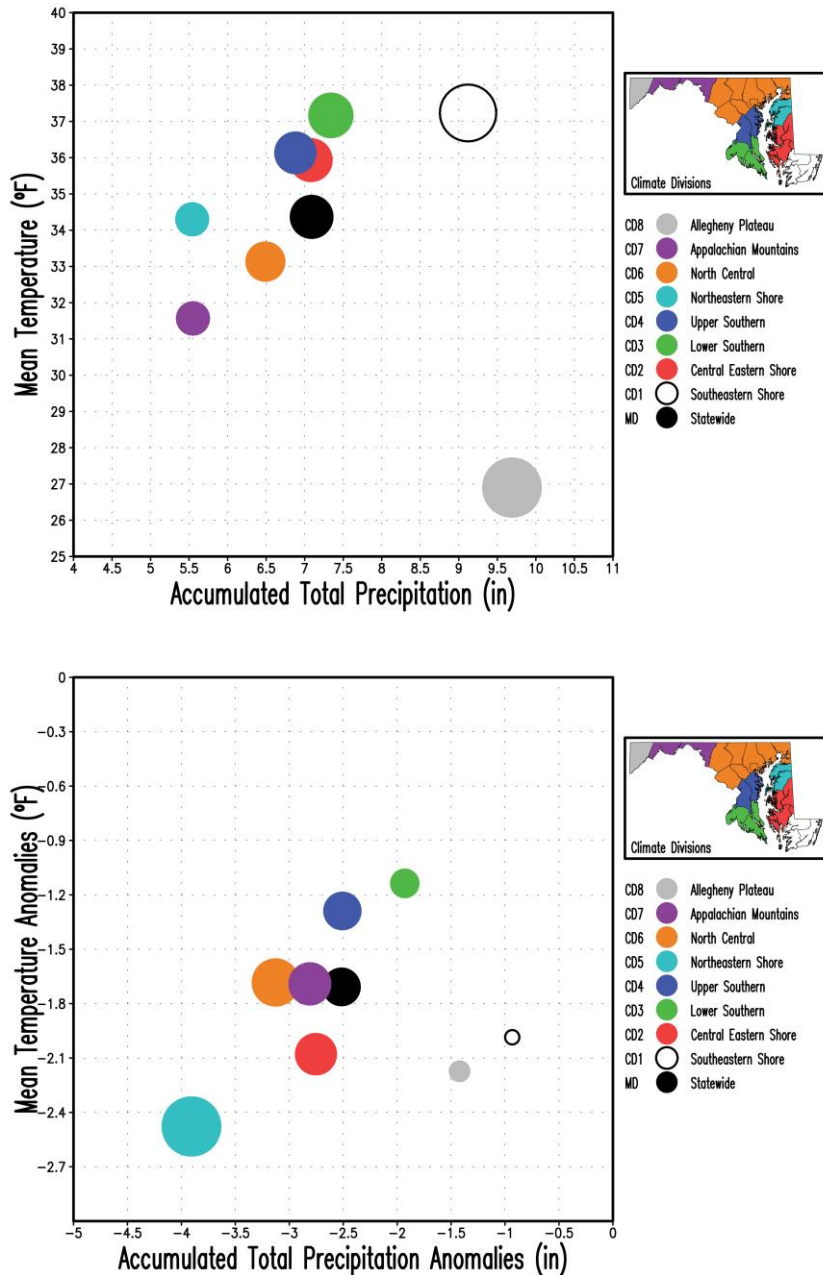 40
39
38
37
36
35
34
33
32
31
30
29
28
27
26
25
Mean Temperature (°F)
4 4.5 5 5.5 6 6.5 7 7.5 8 8.5 9 9.5 10 10.5 11
Accumulated Total Precipitation (in)
Climate Divisions
CD8 Allegheny Plateau
CD7 Appalachian Mountains
CD6 North Central
CD5 Northeastern Shore
CD4 Upper Southern
CD3 Lower Southern
CD2 Central Eastern Shore
CD1 Southeastern Shore
MD Statewide
0
-0.3
-0.6
-0.9
-1.2
-1.5
-1.8
-2.1
-2.4
-2.7
Mean Temperature Anomalies (°F)
-5 -4.5 -4 -3.5 -3 -2.5 -2 -1.5 -1 -0.5 0
Accumulated Total Precipitation Anomalies (in)
Climate Divisions
CD8 Allegheny Plateau
CD7 Appalachian Mountains
CD6 North Central
CD5 Northeastern Shore
CD4 Upper Southern
CD3 Lower Southern
CD2 Central Eastern Shore
CD1 Southeastern Shore
MD Statewide